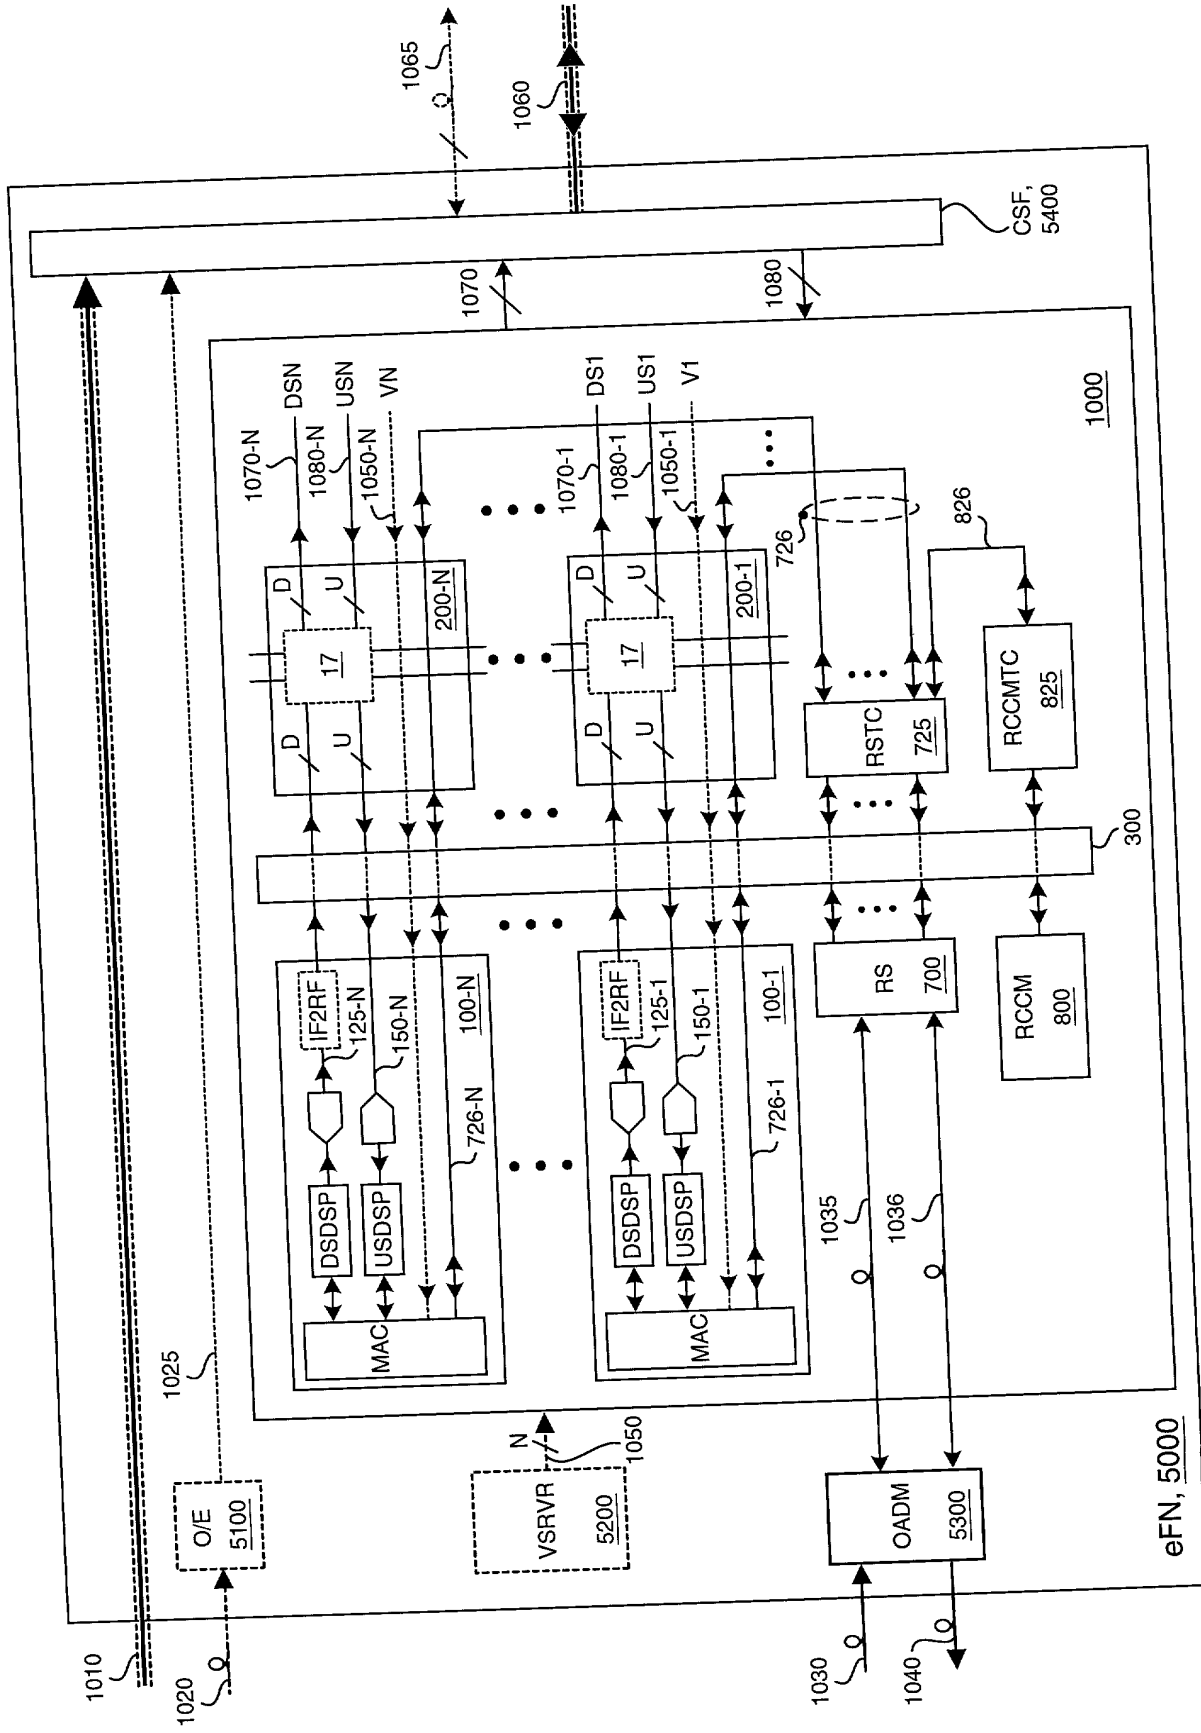 1010
1020
O/E
5100
1025
VSRVR
5200
N
1050
1030
1040
OADM
5300
1035
1036
eFN, 5000
MAC
DSDSP
USDSP
IF2RF
125-N
150-N
726-N
100-N
MAC
DSDSP
USDSP
IF2RF
125-1
150-1
726-1
100-1
RS
700
RCCM
800
300
D
U
17
D
U
200-N
D
U
17
D
U
200-1
RSTC
725
RCCMTC
825
826
726
1070-N
DSN
1080-N
USN
1050-N
VN
1070-1
DS1
1080-1
US1
1050-1
V1
1000
1070
1080
CSF,
5400
1065
1060